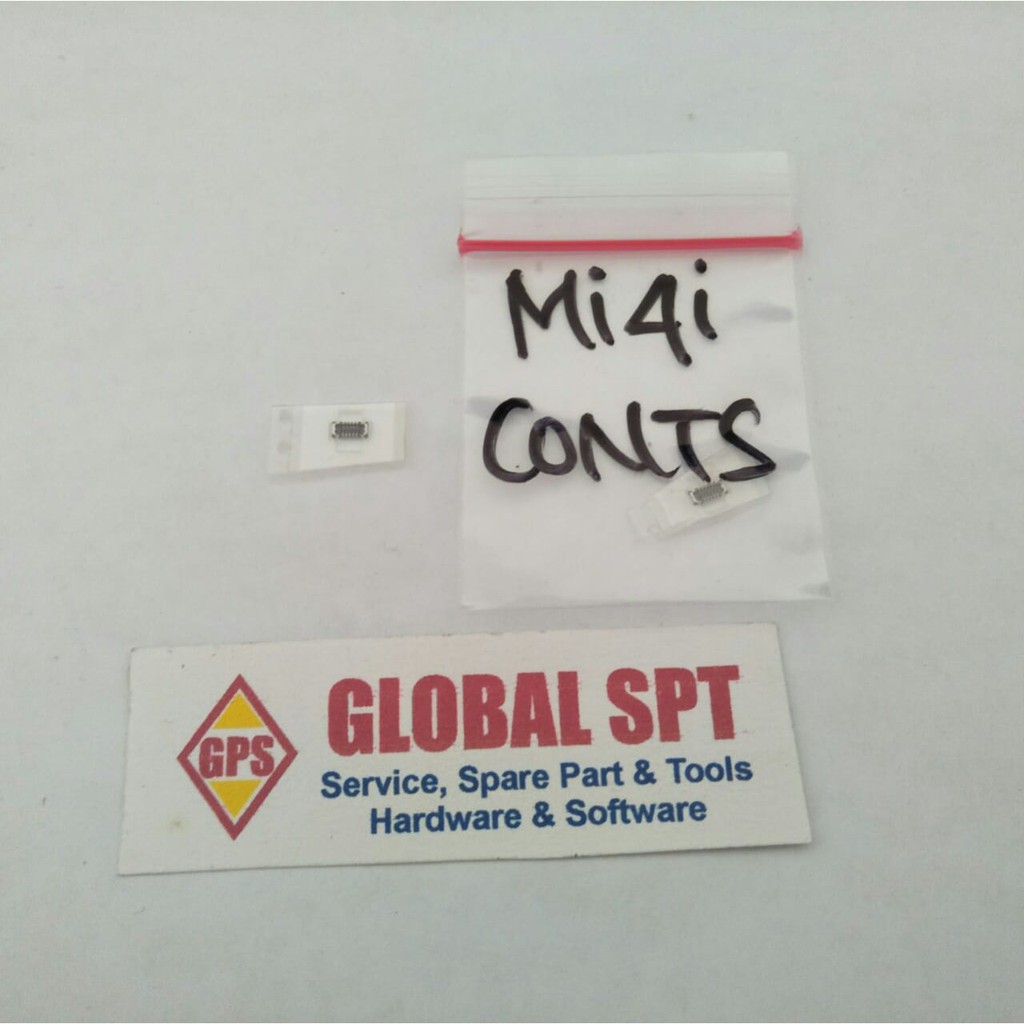 Mi4i
CONTS
GPS
GLOBAL SPT
Service, Spare Part & Tools
Hardware & Software